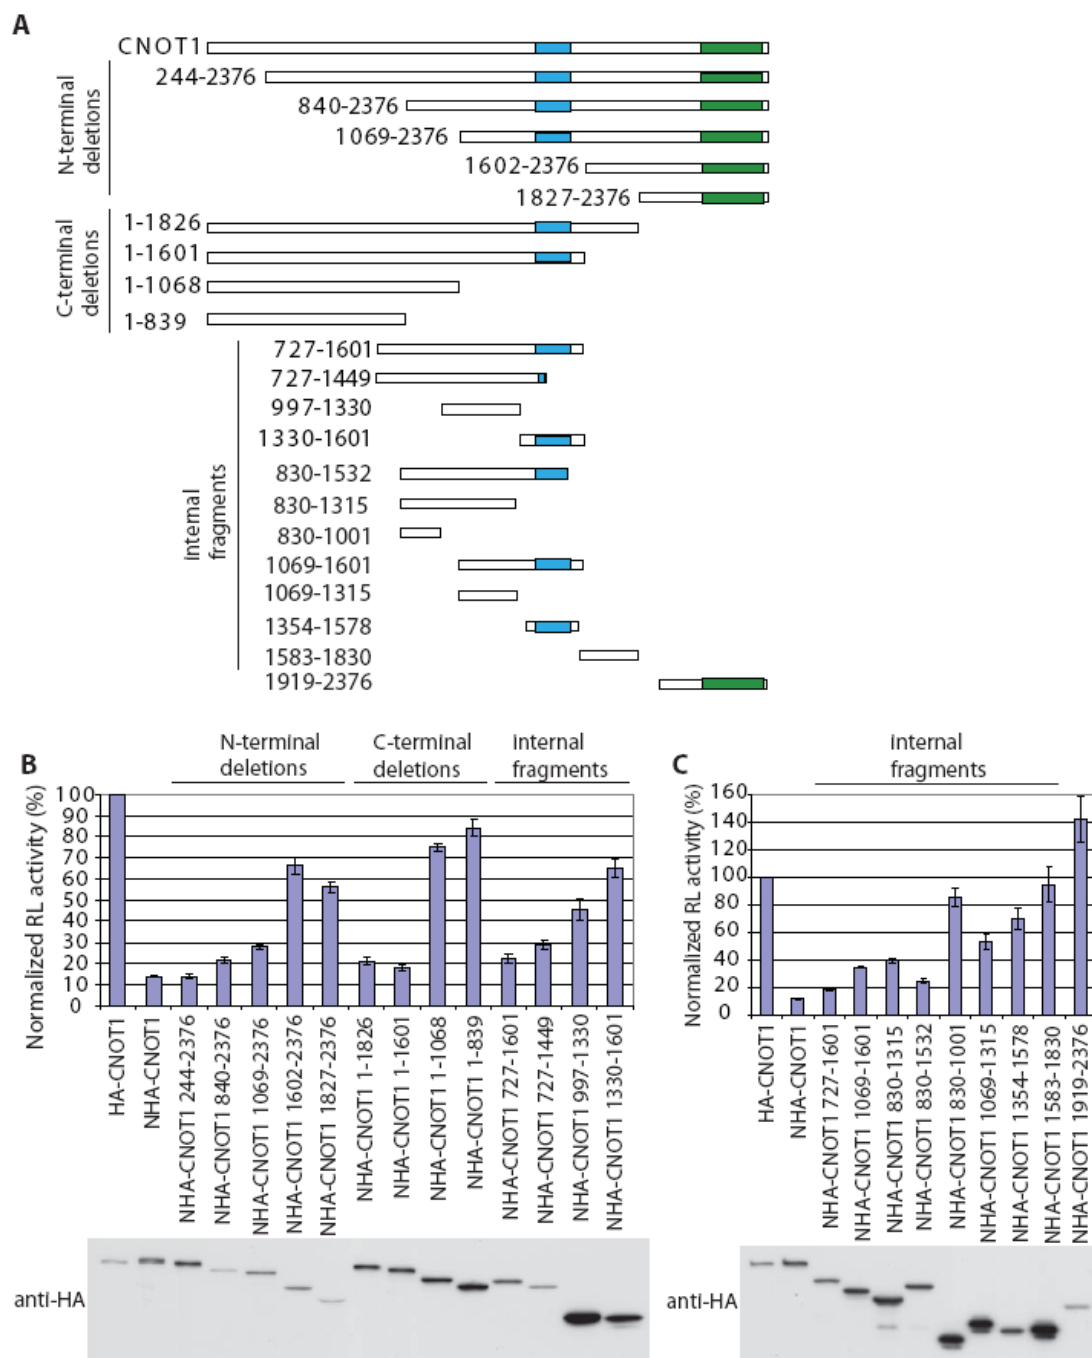 A
CNOT1
244-2376
840-2376
1069-2376
1602-2376
1827-2376
N-terminal
deletions
1-1826
1-1601
1-1068
1-839
C-terminal
deletions
727-1601
727-1449
997-1330
1330-1601
830-1532
830-1315
830-1001
1069-1601
1069-1315
1354-1578
1583-1830
1919-2376
internal
fragments
B
N-terminal
deletions
C-terminal
deletions
internal
fragments
Normalized RL activity (%)
100
90
80
70
60
50
40
30
20
10
0
HA-CNOT1
NHA-CNOT1
NHA-CNOT1 244-2376
NHA-CNOT1 840-2376
NHA-CNOT1 1069-2376
NHA-CNOT1 1602-2376
NHA-CNOT1 1827-2376
NHA-CNOT1 1-1826
NHA-CNOT1 1-1601
NHA-CNOT1 1-1068
NHA-CNOT1 1-839
NHA-CNOT1 727-1601
NHA-CNOT1 727-1449
NHA-CNOT1 997-1330
NHA-CNOT1 1330-1601
anti-HA
C
internal
fragments
Normalized RL activity (%)
160
140
120
100
80
60
40
20
0
HA-CNOT1
NHA-CNOT1
NHA-CNOT1 727-1601
NHA-CNOT1 1069-1601
NHA-CNOT1 830-1315
NHA-CNOT1 830-1532
NHA-CNOT1 830-1001
NHA-CNOT1 1069-1315
NHA-CNOT1 1354-1578
NHA-CNOT1 1583-1830
NHA-CNOT1 1919-2376
anti-HA